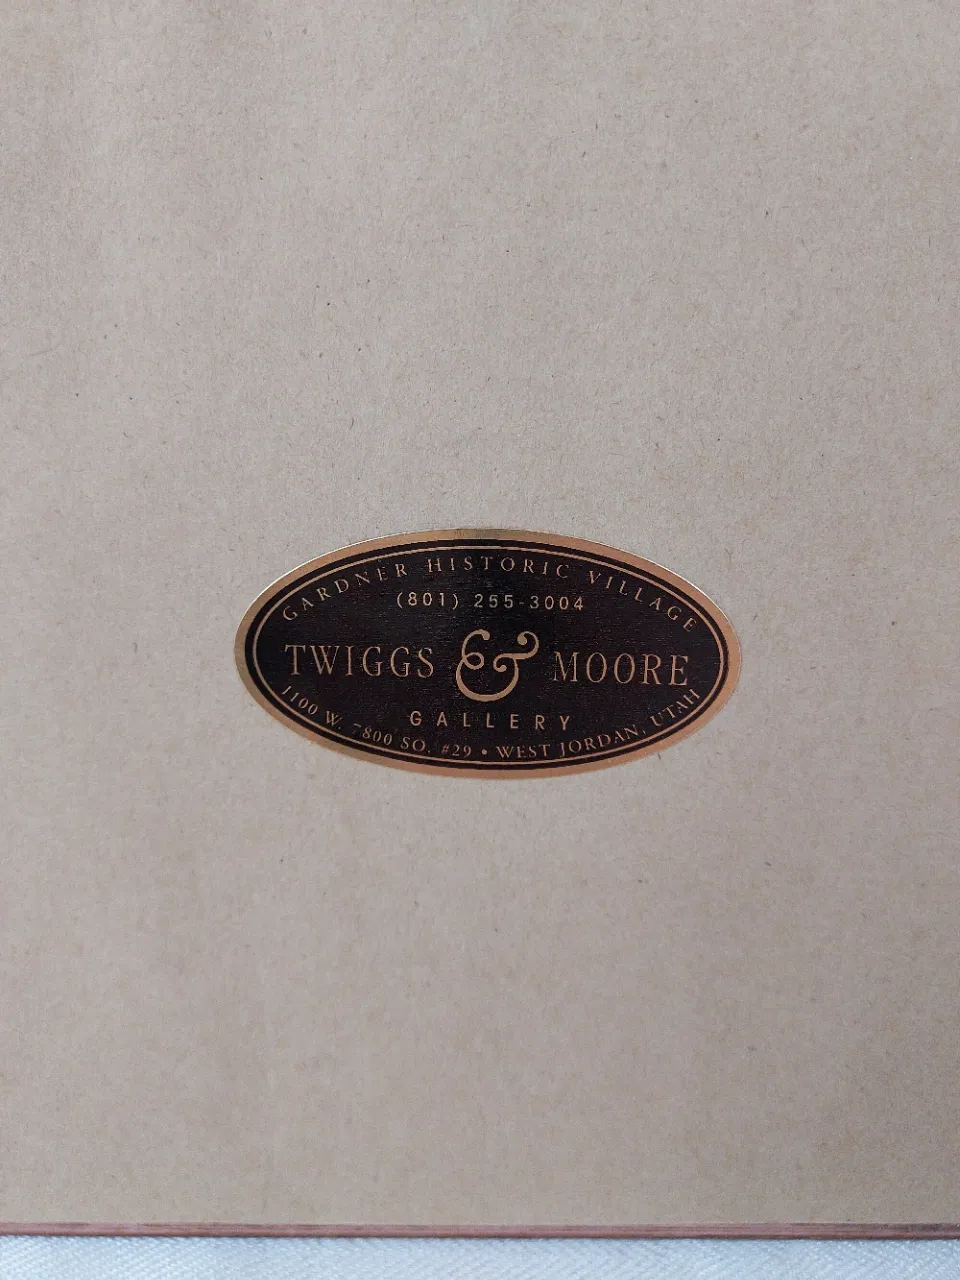 GARDNER HISTORIC VILLAGE
(801) 255-3004
TWIGGS & MOORE
GALLERY
1100 W. 7800 SO. #29 • WEST JORDAN, UTAH